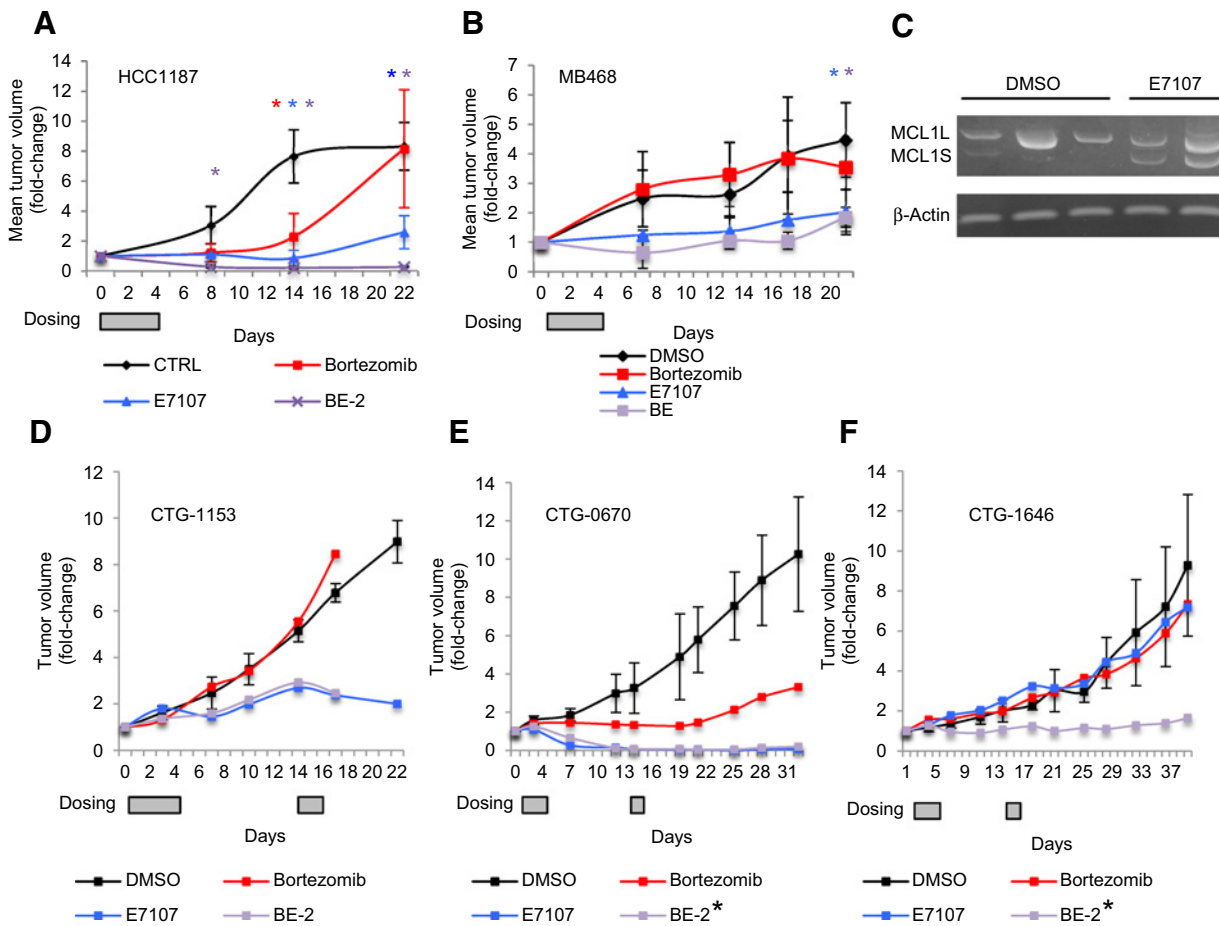 A
HCC1187
Mean tumor volume
(fold-change)
14
12
10
8
6
4
2
0
* * *
* *
*
0 2 4 6 8 10 12 14 16 20 22
Dosing
Days
CTRL
Bortezomib
E7107
BE-2
B
MB468
Mean tumor volume
(fold-change)
7
6
5
4
3
2
1
0
* *
0 2 4 6 8 10 12 14 16 18 20
Dosing
Days
DMSO
Bortezomib
E7107
BE
C
DMSO
E7107
MCL1L
MCL1S
β-Actin
D
CTG-1153
Tumor volume
(fold-change)
12
10
8
6
4
2
0
0 2 4 6 8 10 12 14 16 18 20 22
Dosing
Days
DMSO
Bortezomib
E7107
BE-2
E
CTG-0670
Tumor volume
(fold-change)
14
12
10
8
6
4
2
0
0 3 4 7 10 13 16 19 22 25 28 31
Dosing
Days
DMSO
Bortezomib
E7107
BE-2*
F
CTG-1646
Tumor volume
(fold-change)
14
12
10
8
6
4
2
0
1 5 9 13 17 21 25 29 33 37
Dosing
Days
DMSO
Bortezomib
E7107
BE-2*